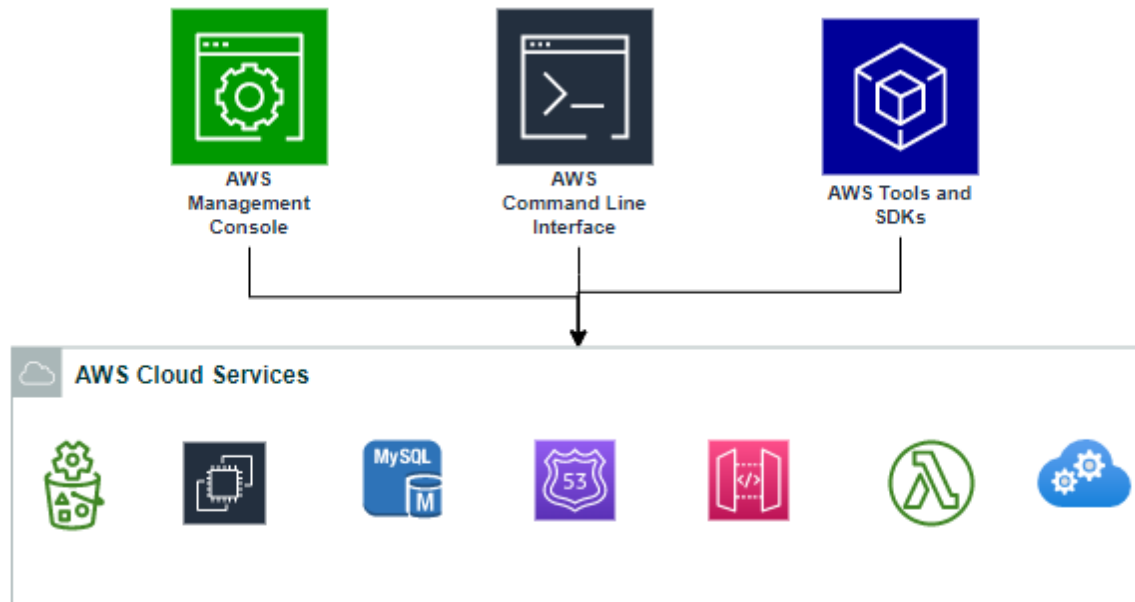 AWS
Management
Console
AWS
Command Line
Interface
AWS Tools and
SDKs
AWS Cloud Services
MySQL
M
53
</>